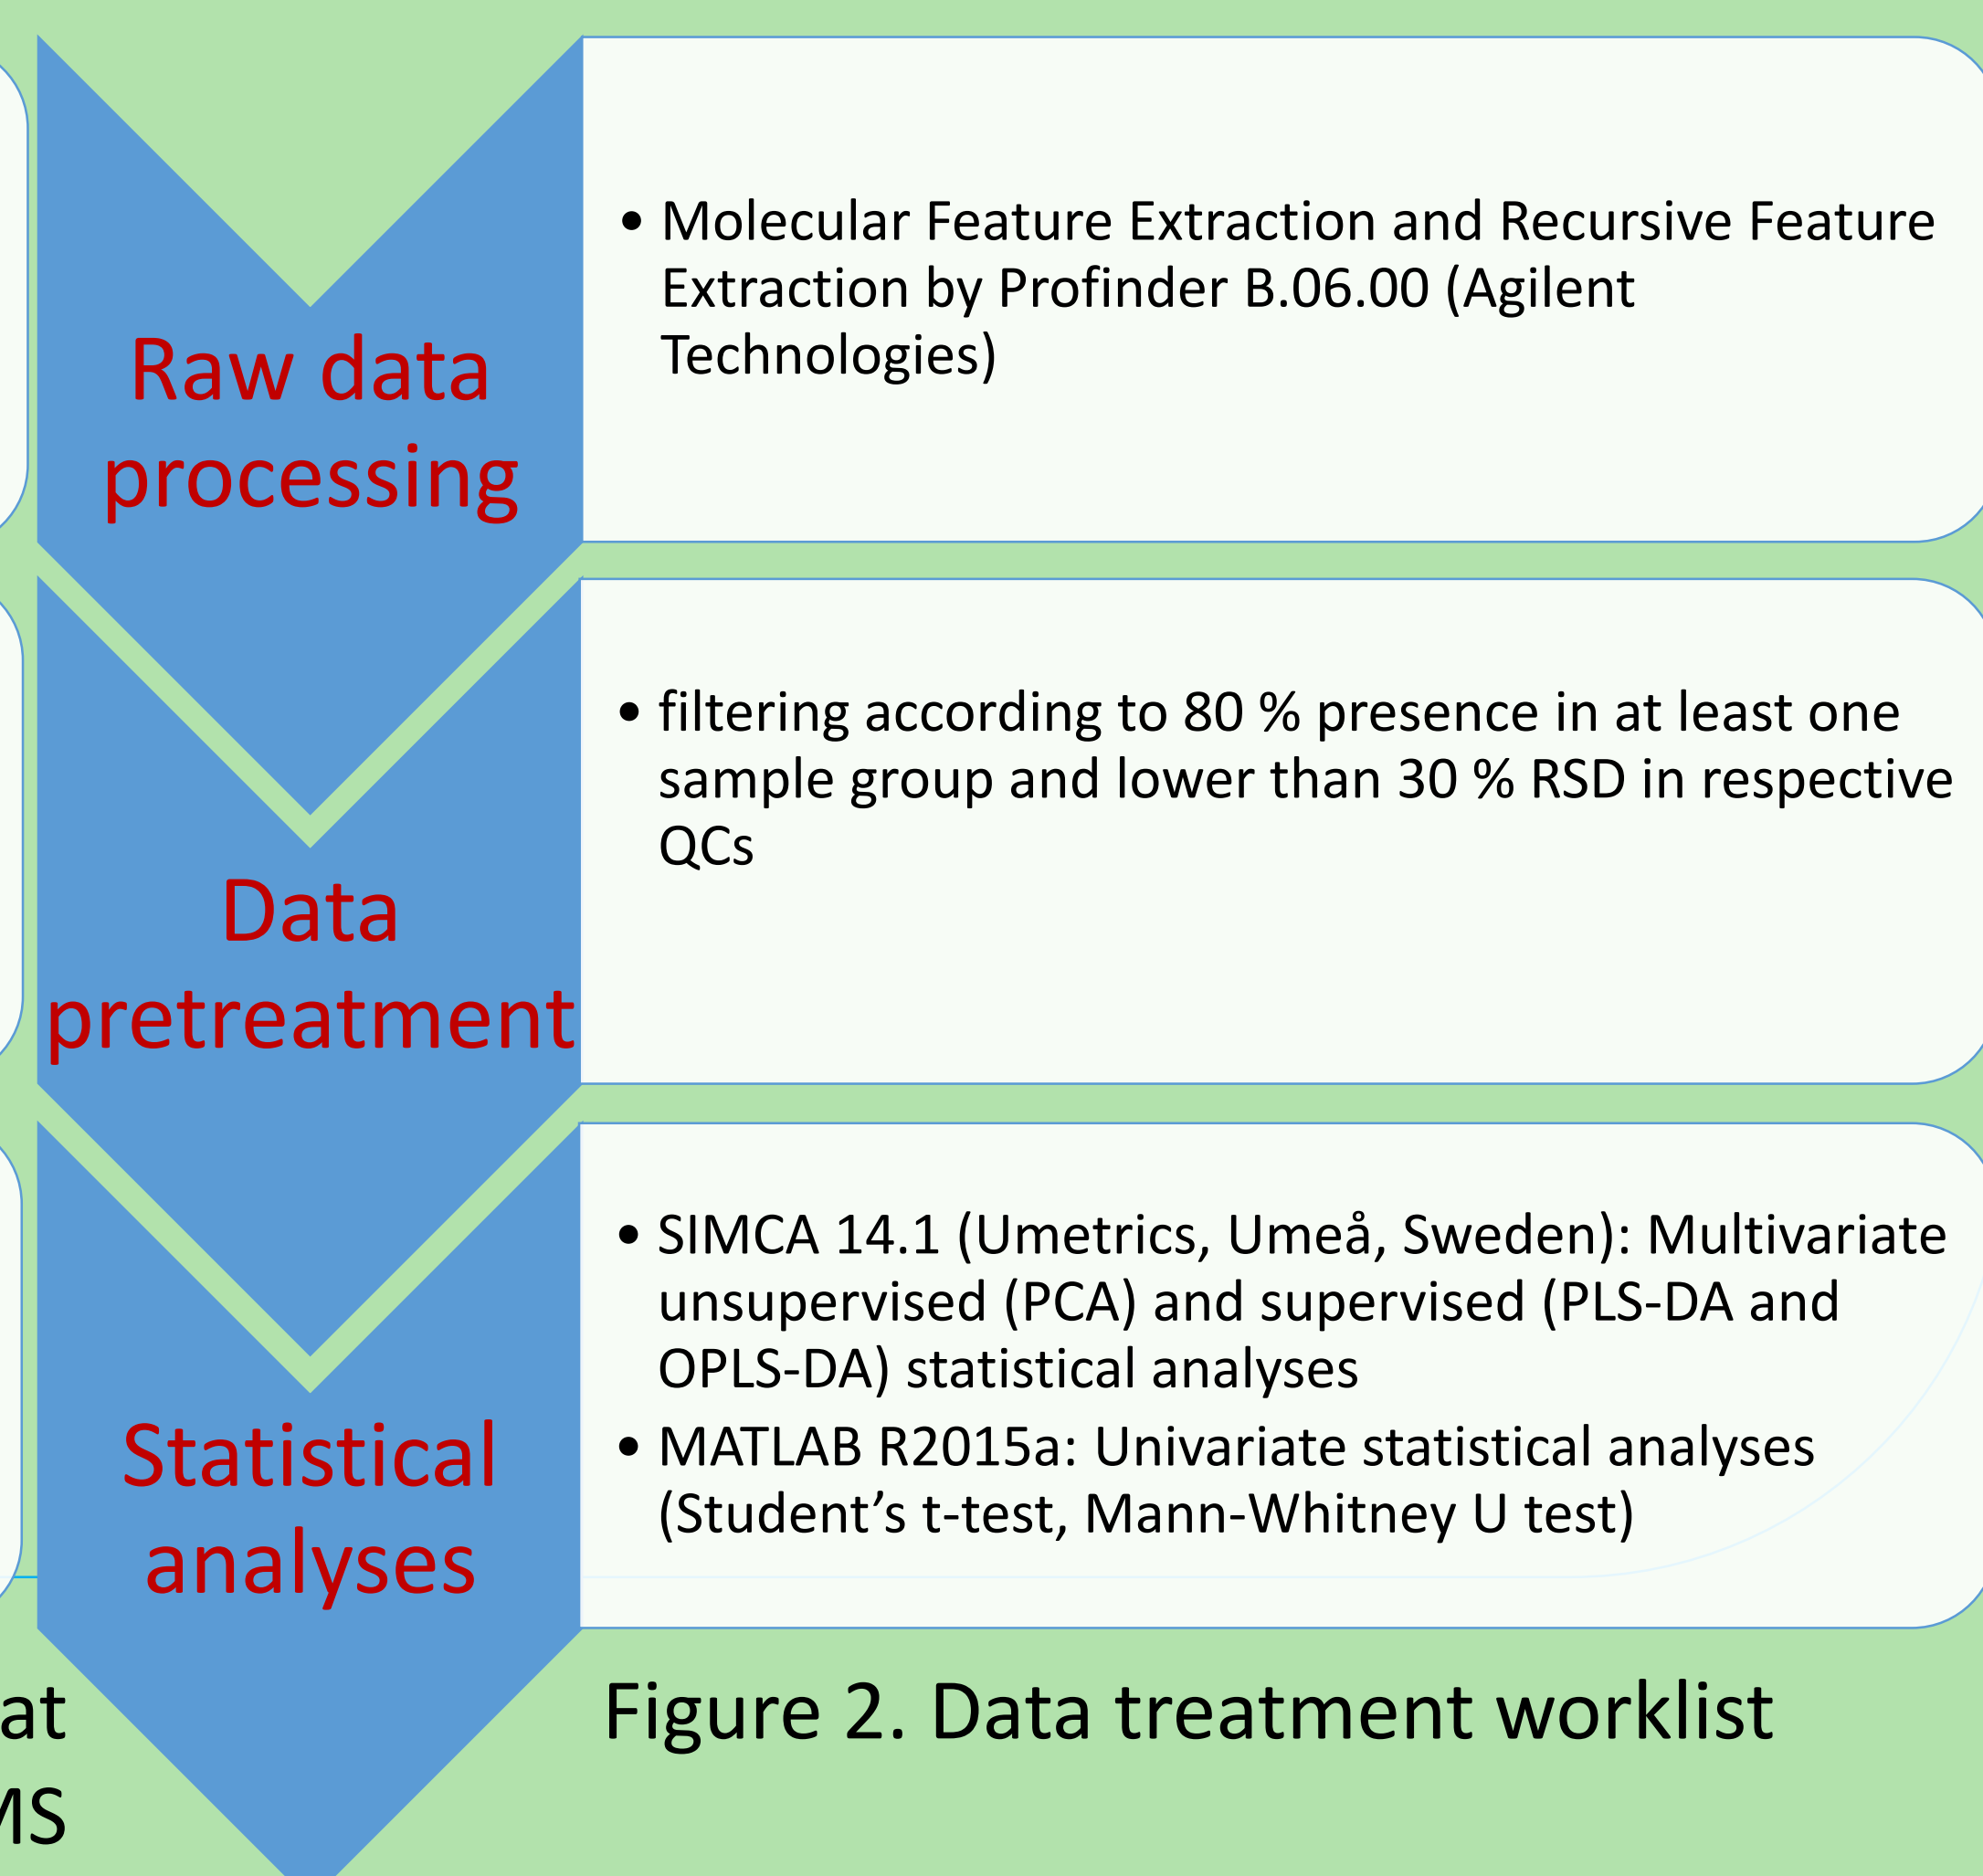 Raw data
processing
• Molecular Feature Extraction and Recursive Feature
Extraction by Profinder B.06.00 (Agilent
Technologies)
Data
pretreatment
• filtering according to 80 % presence in at least one
sample group and lower than 30 % RSD in respective
QCs
Statistical
analyses
• SIMCA 14.1 (Umetrics, Umeå, Sweden): Multivariate
unsupervised (PCA) and supervised (PLS-DA and
OPLS-DA) statistical analyses
• MATLAB R2015a: Univariate statistical analyses
(Student’s t-test, Mann-Whitney U test)
Figure 2. Data treatment worklist